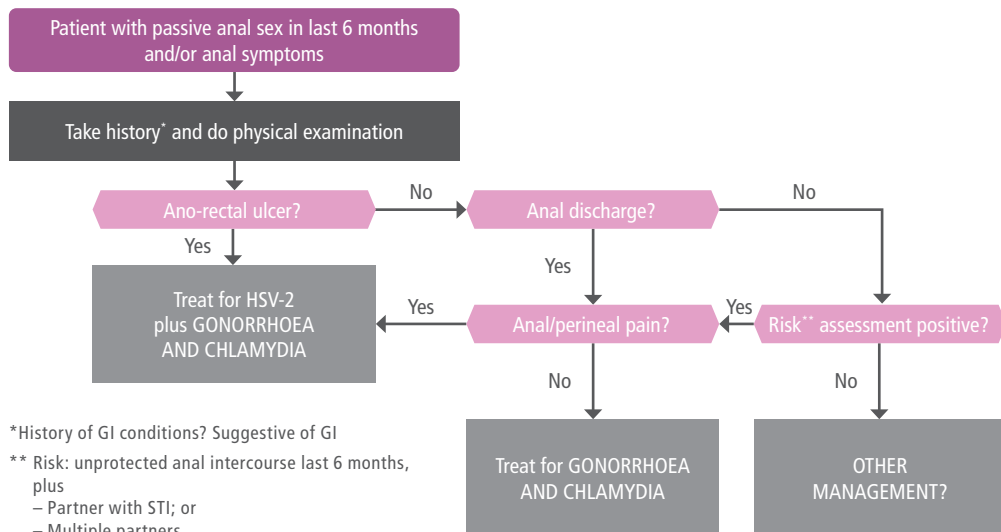 Patient with passive anal sex in last 6 months
and/or anal symptoms
Take history* and do physical examination
Ano-rectal ulcer?
No
Anal discharge?
No
Yes
Yes
Treat for HSV-2
plus GONORRHOEA
AND CHLAMYDIA
Yes
Anal/perineal pain?
Yes
Risk** assessment positive?
No
No
Treat for GONORRHOEA
AND CHLAMYDIA
OTHER
MANAGEMENT?
*History of GI conditions? Suggestive of GI
** Risk: unprotected anal intercourse last 6 months,
plus
– Partner with STI; or
– Multiple partners